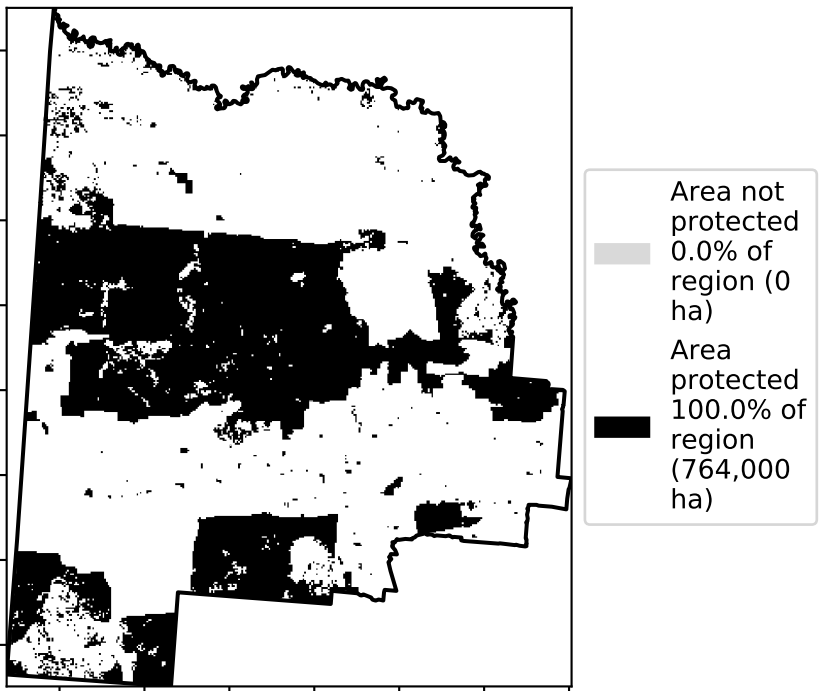 Area not
protected
0.0% of
region (0
ha)
Area
protected
100.0% of
region
(764,000
ha)